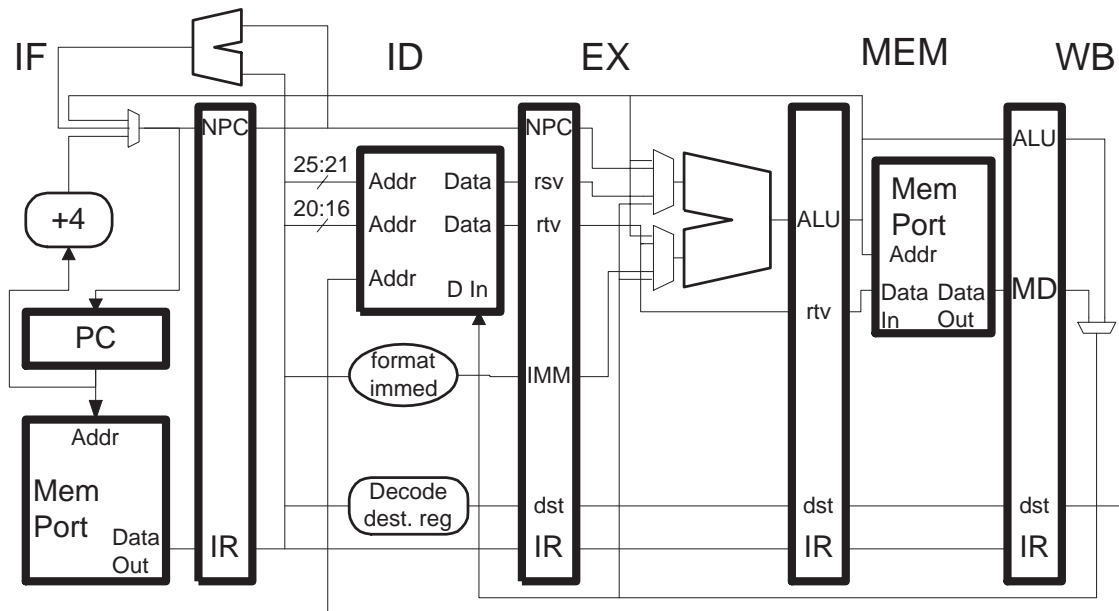 IF
ID
EX
MEM
WB
NPC
NPC
ALU
25:21
Addr
Data
rsv
20:16
Addr
Data
rtv
Addr
D In
+4
PC
ALU
Mem
Port
Addr
Data
In
Data
Out
MD
rtv
format
immed
IMM
Addr
Mem
Port
Data
Out
Decode
dest. reg
dst
dst
dst
IR
IR
IR
IR